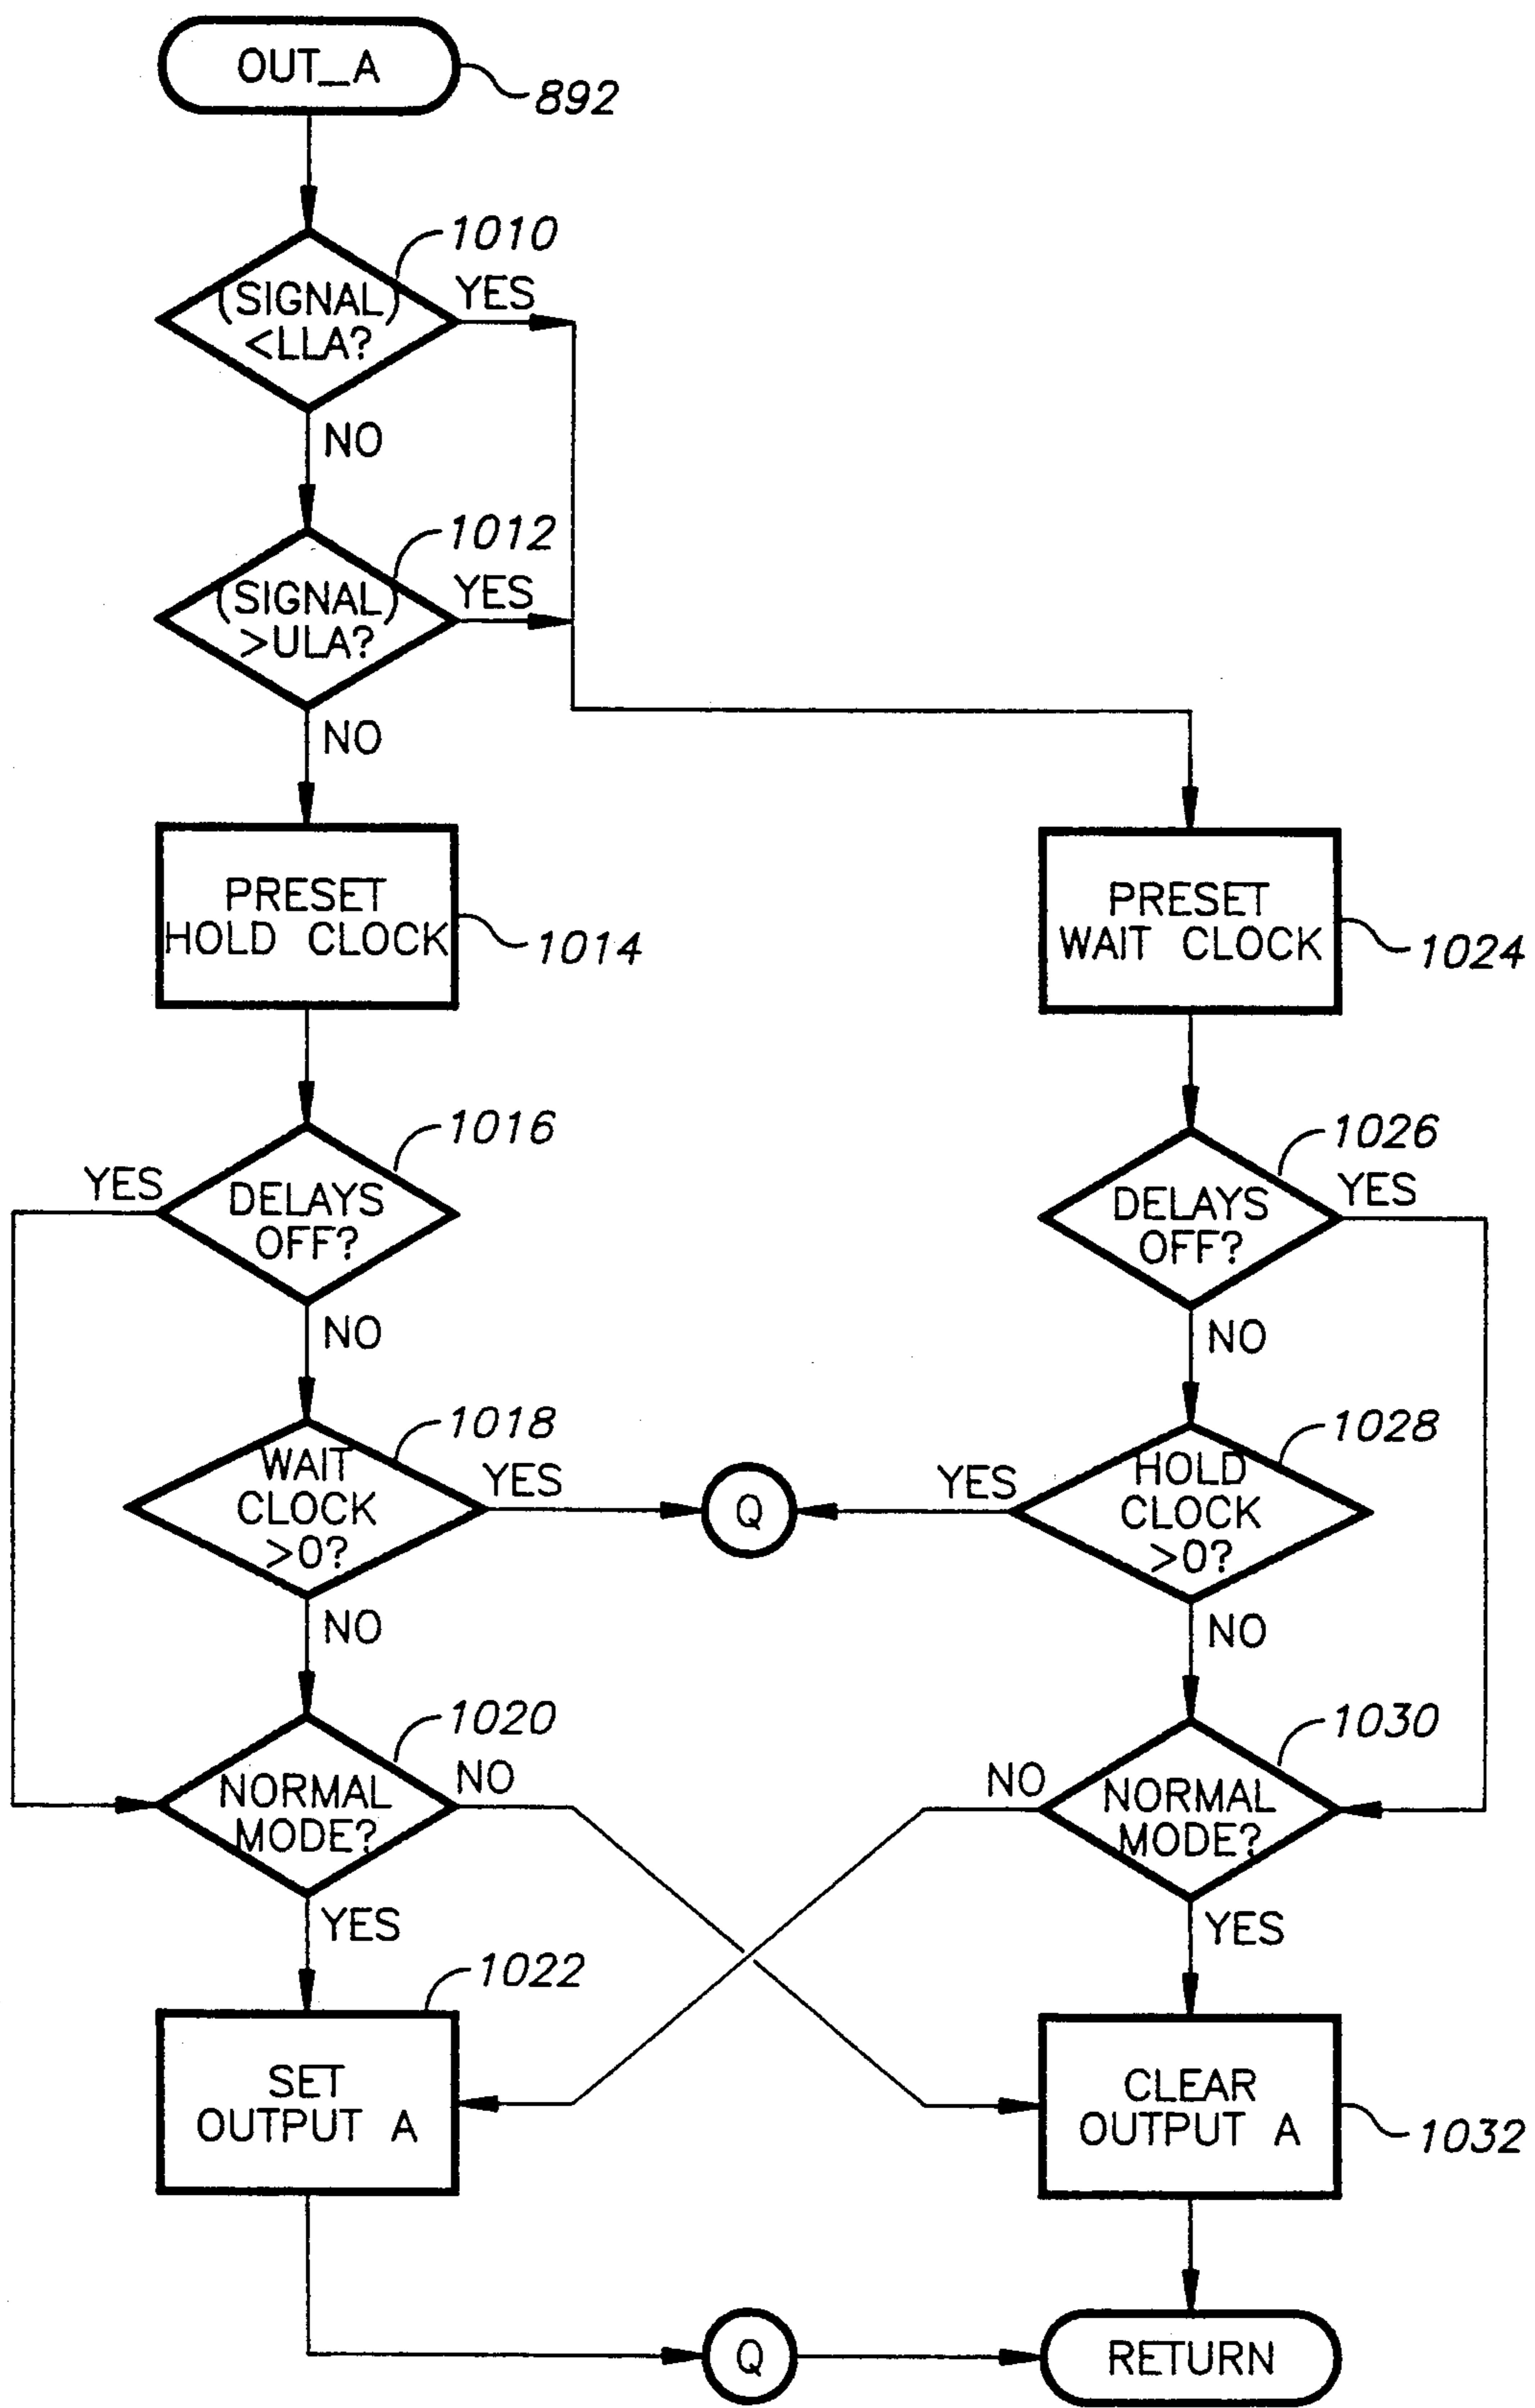 OUT_A
892
1010
(SIGNAL)
<LLA?
YES
NO
1012
(SIGNAL)
>ULA?
YES
NO
PRESET
HOLD CLOCK
1014
PRESET
WAIT CLOCK
1024
1016
YES
DELAYS
OFF?
NO
1026
DELAYS
OFF?
YES
NO
1018
WAIT
CLOCK
>0?
YES
NO
Q
1028
YES
HOLD
CLOCK
>0?
NO
1020
NORMAL
MODE?
NO
YES
1030
NO
NORMAL
MODE?
YES
1022
SET
OUTPUT A
CLEAR
OUTPUT A
1032
Q
RETURN